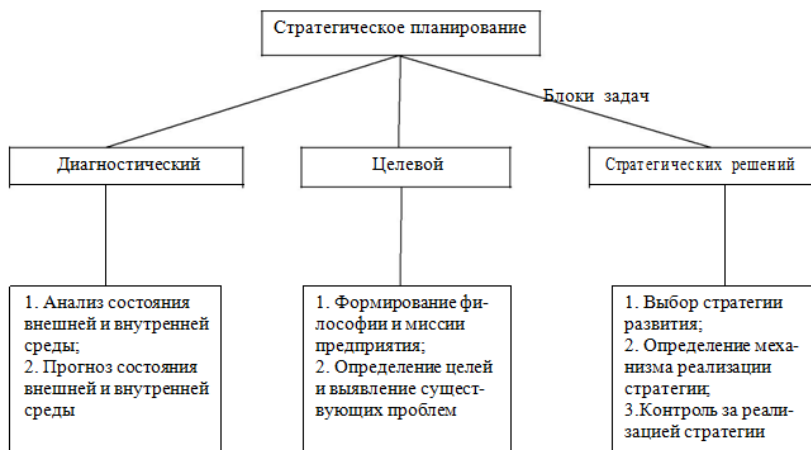 Стратегическое планирование
Блоки задач
Диагностический
Целевой
Стратегических решений
1. Анализ состояния
внешней и внутренней
среды;
2. Прогноз состояния
внешней и внутренней
среды
1. Формирование фи-
лософии и миссии
предприятия;
2. Определение целей
и выявление сущест-
вующих проблем
1. Выбор стратегии
развития;
2. Определение меха-
низма реализации
стратегии;
3.Контроль за реали-
зацией стратегии